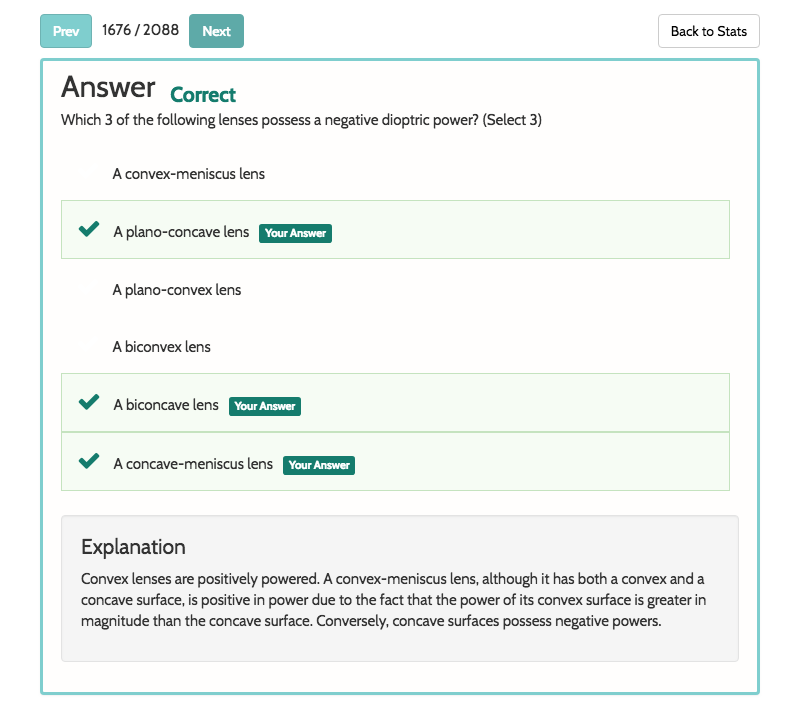 Prev 1676 / 2088 Next Back to Stats
Answer Correct
Which 3 of the following lenses possess a negative dioptric power? (Select 3)
A convex-meniscus lens
A plano-concave lens Your Answer
A plano-convex lens
A biconvex lens
A biconcave lens Your Answer
A concave-meniscus lens Your Answer
Explanation
Convex lenses are positively powered. A convex-meniscus lens, although it has both a convex and a
concave surface, is positive in power due to the fact that the power of its convex surface is greater in
magnitude than the concave surface. Conversely, concave surfaces possess negative powers.